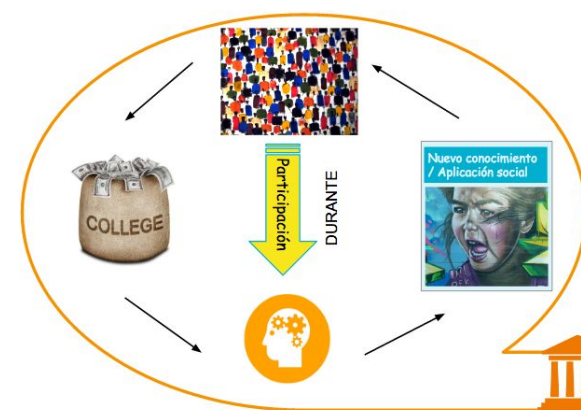 Participación
DURANTE
Nuevo conocimiento
/ Aplicación social
COLLEGE